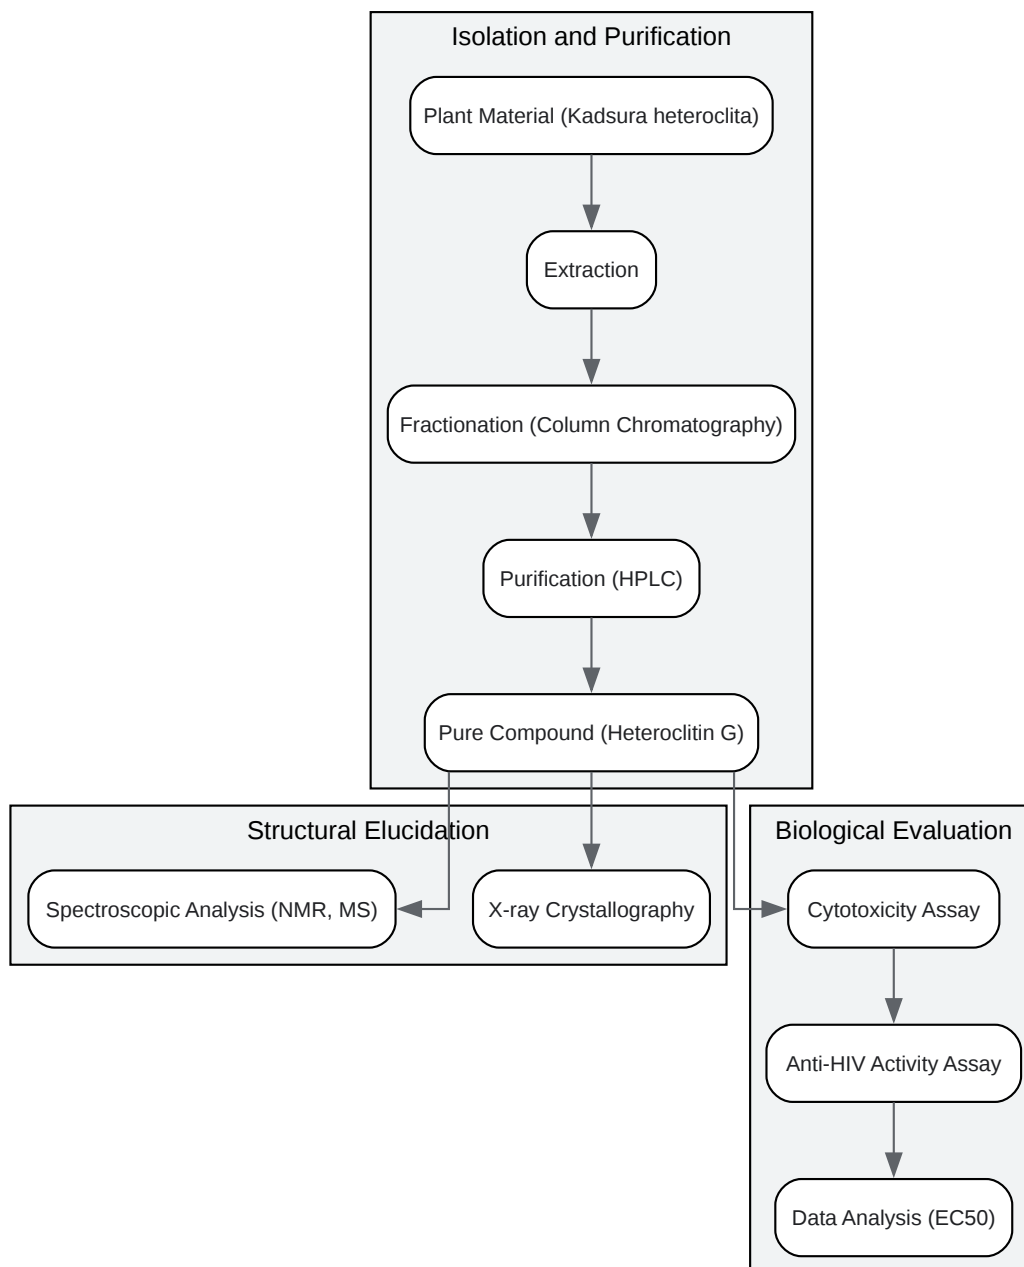 Isolation and Purification
Plant Material (Kadsura heteroclita)
Extraction
Fractionation (Column Chromatography)
Purification (HPLC)
Pure Compound (Heteroclitin G)
Structural Elucidation
Spectroscopic Analysis (NMR, MS)
X-ray Crystallography
Biological Evaluation
Cytotoxicity Assay
Anti-HIV Activity Assay
Data Analysis (EC50)